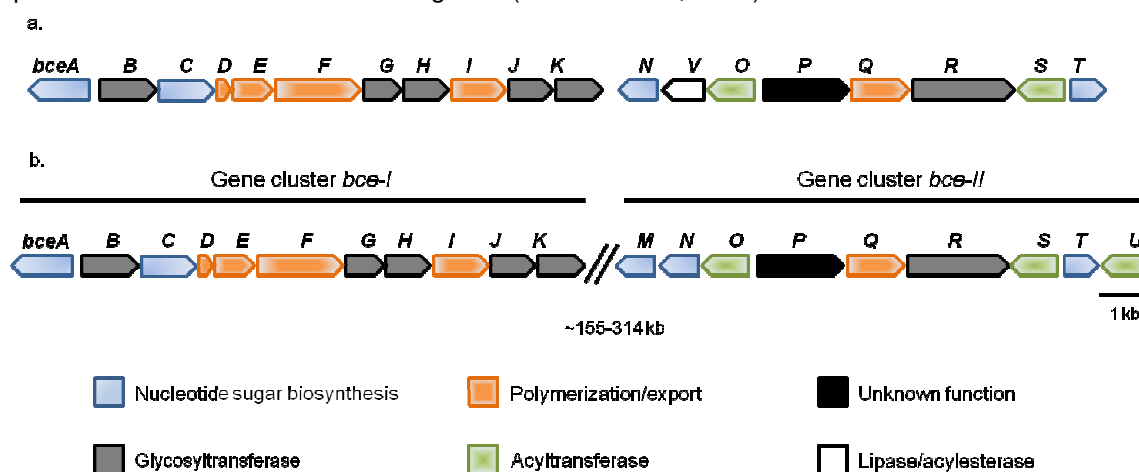 a.
bceA B C D E F G H I J K N V O P Q R S T
b.
Gene cluster bce-I Gene cluster bce-II
bceA B C D E F G H I J K M N O P Q R S T U
1 kb
~155-314 kb
Nucleotide sugar biosynthesis Polymerization/export Unknown function
Glycosyltransferase Acyltransferase Lipase/acylesterase